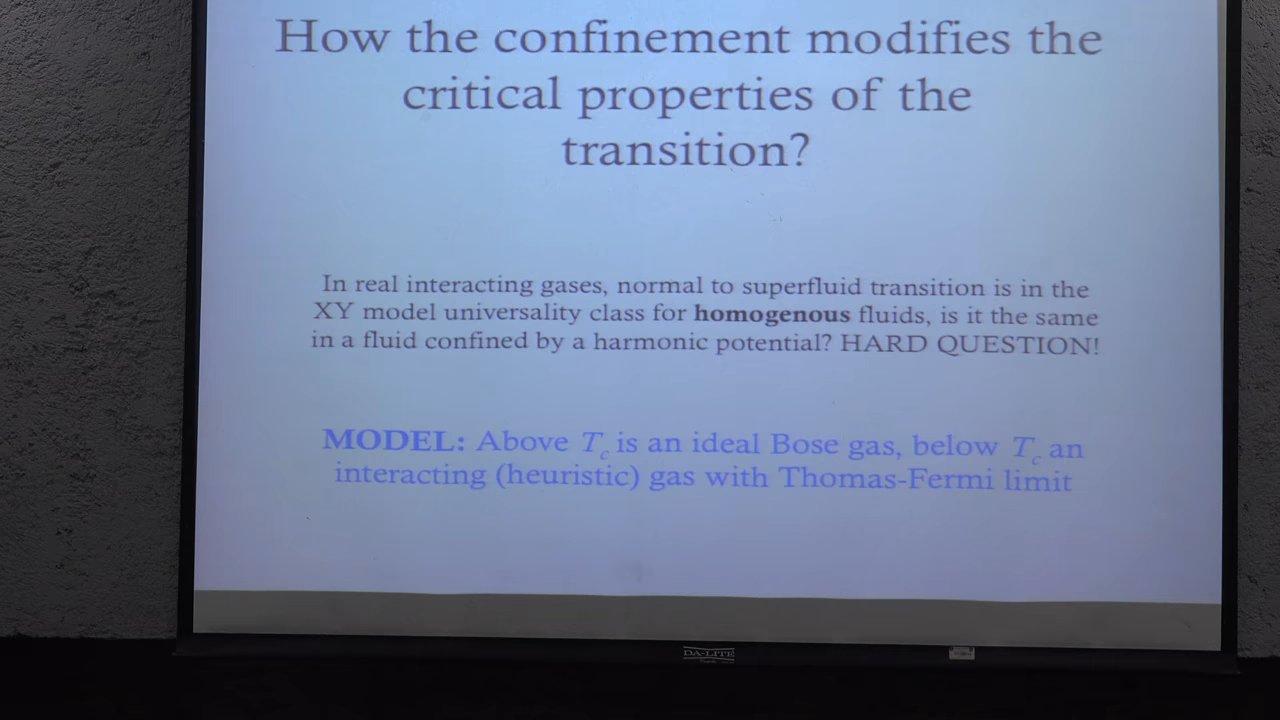 How the confinement modifies the
critical properties of the
transition?
In real interacting gases, normal to superfluid transition is in the
XY model universality class for homogenous fluids, is it the same
in a fluid confined by a harmonic potential? HARD QUESTION!
MODEL: Above Tc is an ideal Bose gas, below Tc an
interacting (heuristic) gas with Thomas-Fermi limit
DA-LITE